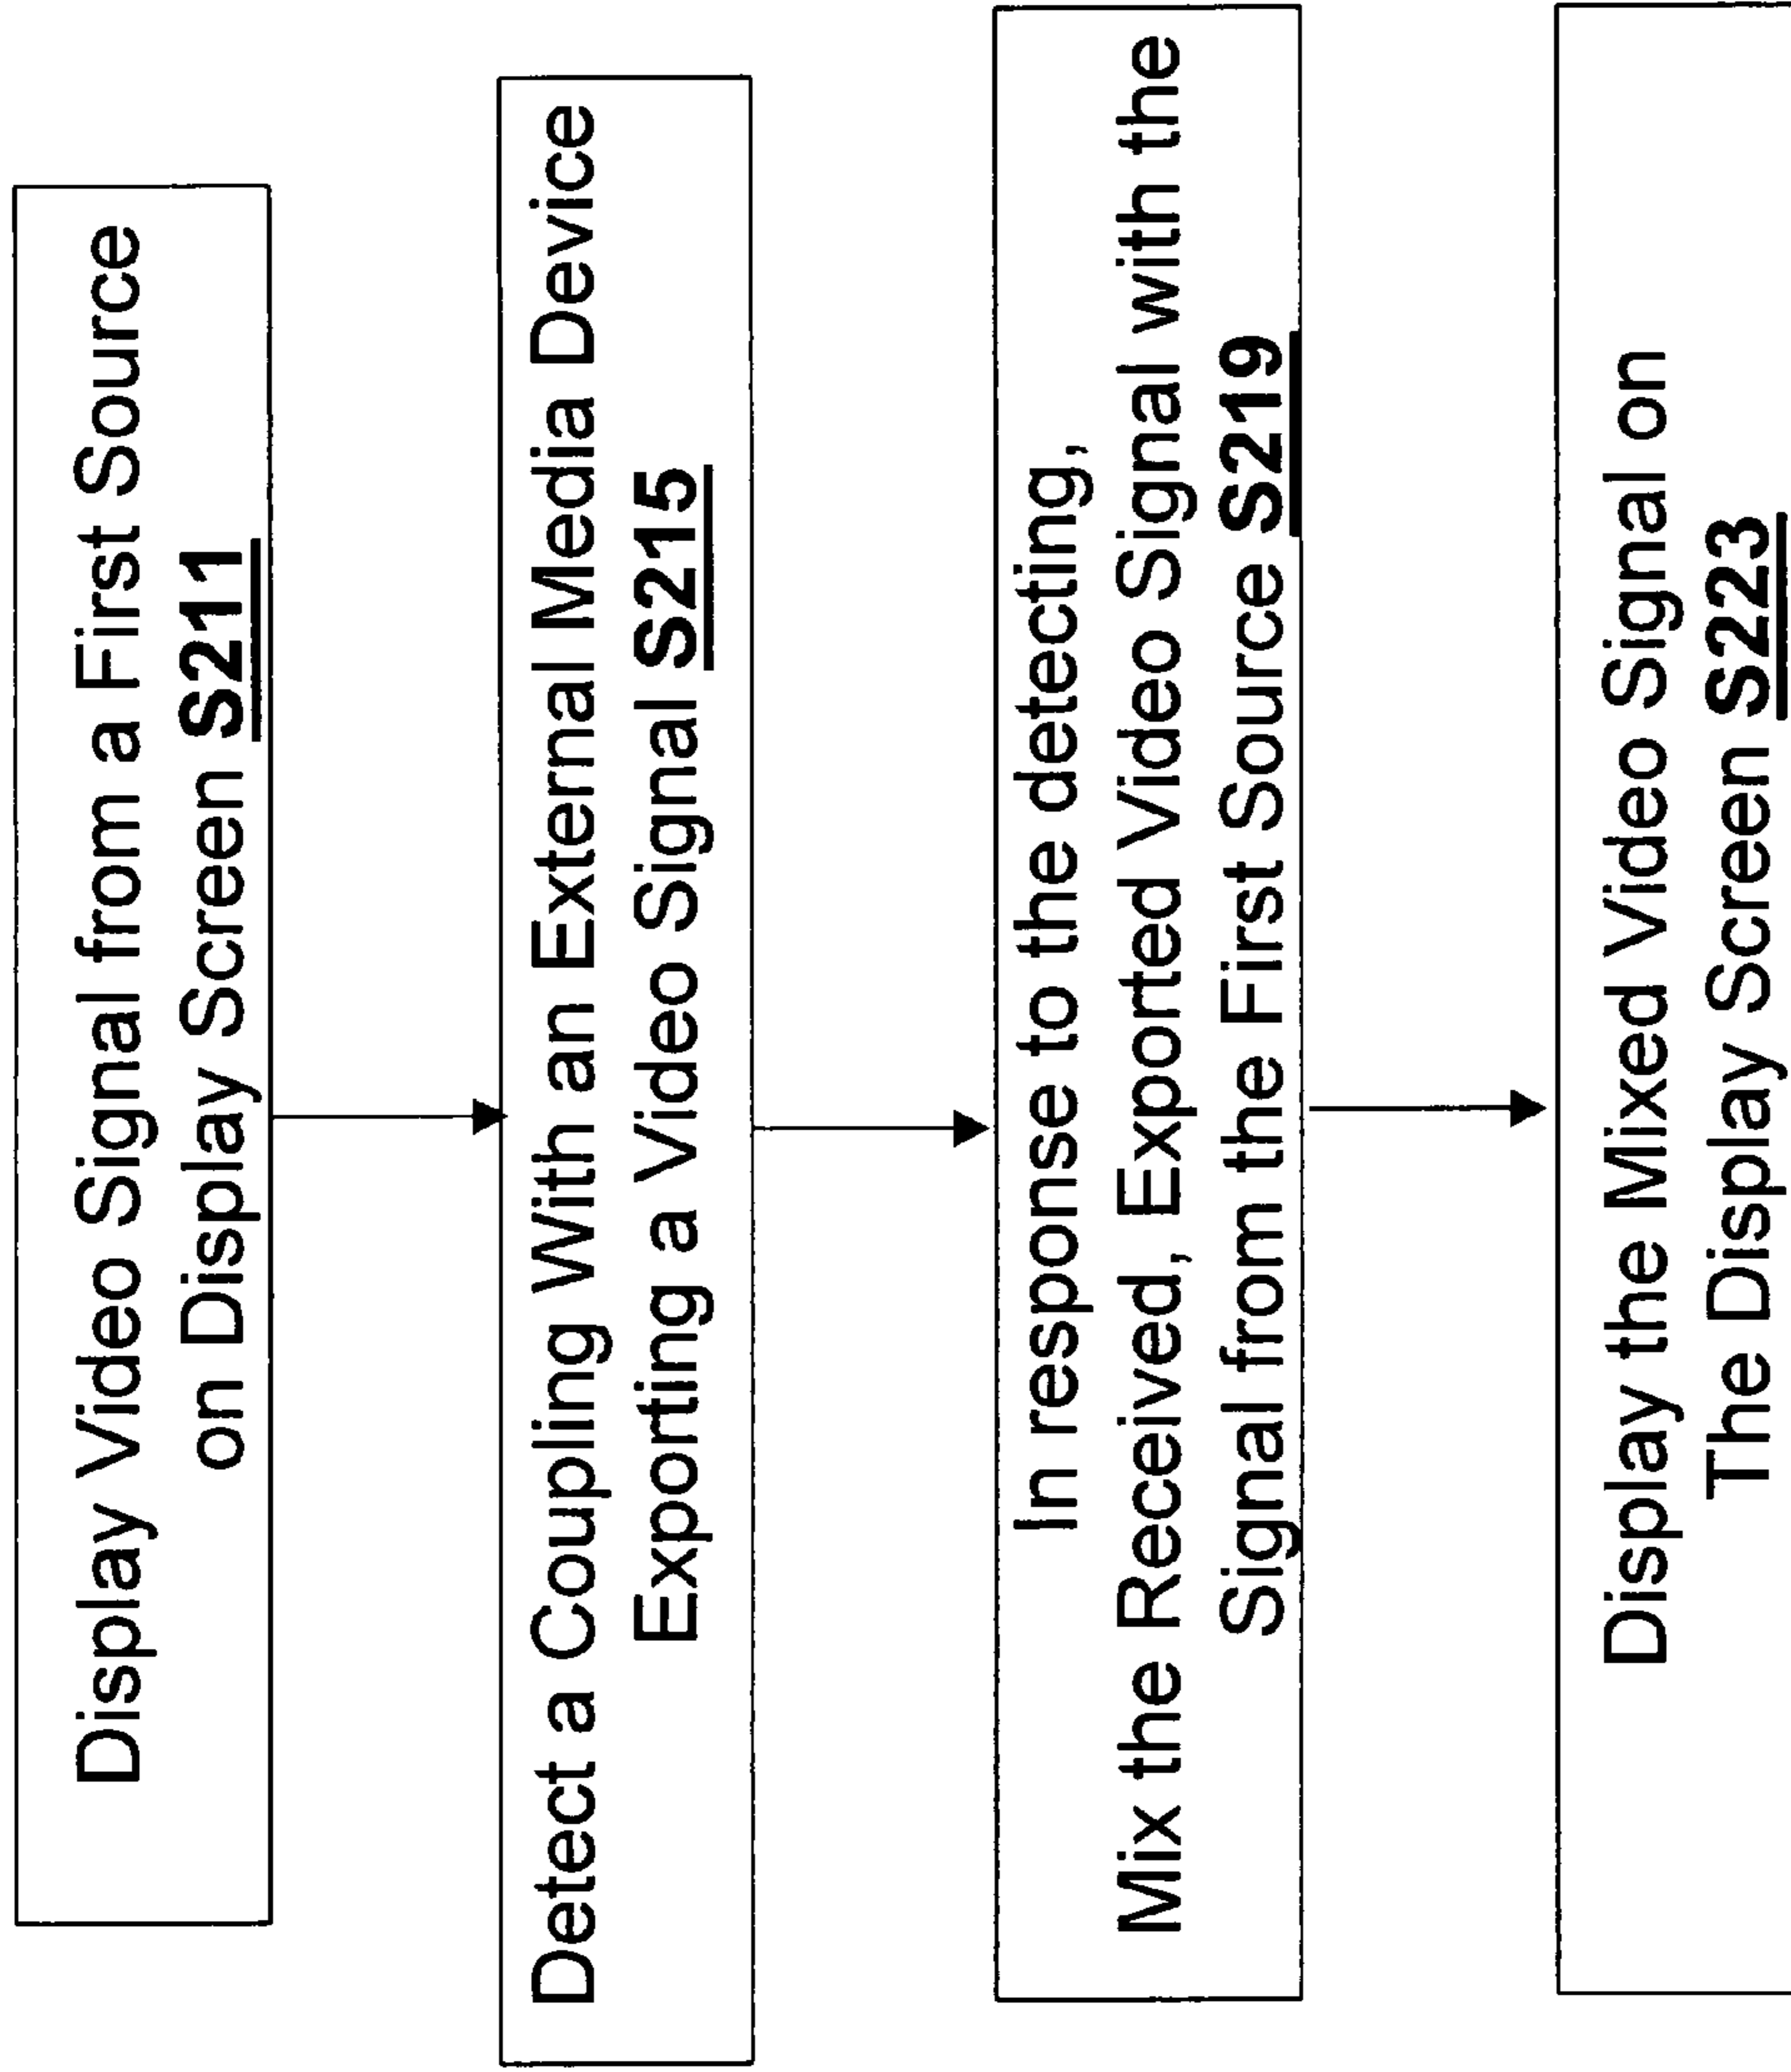 Display Video Signal from a First Source
on Display Screen S211
Detect a Coupling With an External Media Device
Exporting a Video Signal S215
In response to the detecting,
Mix the Received, Exported Video Signal with the
Signal from the First Source S219
Display the Mixed Video Signal on
The Display Screen S223